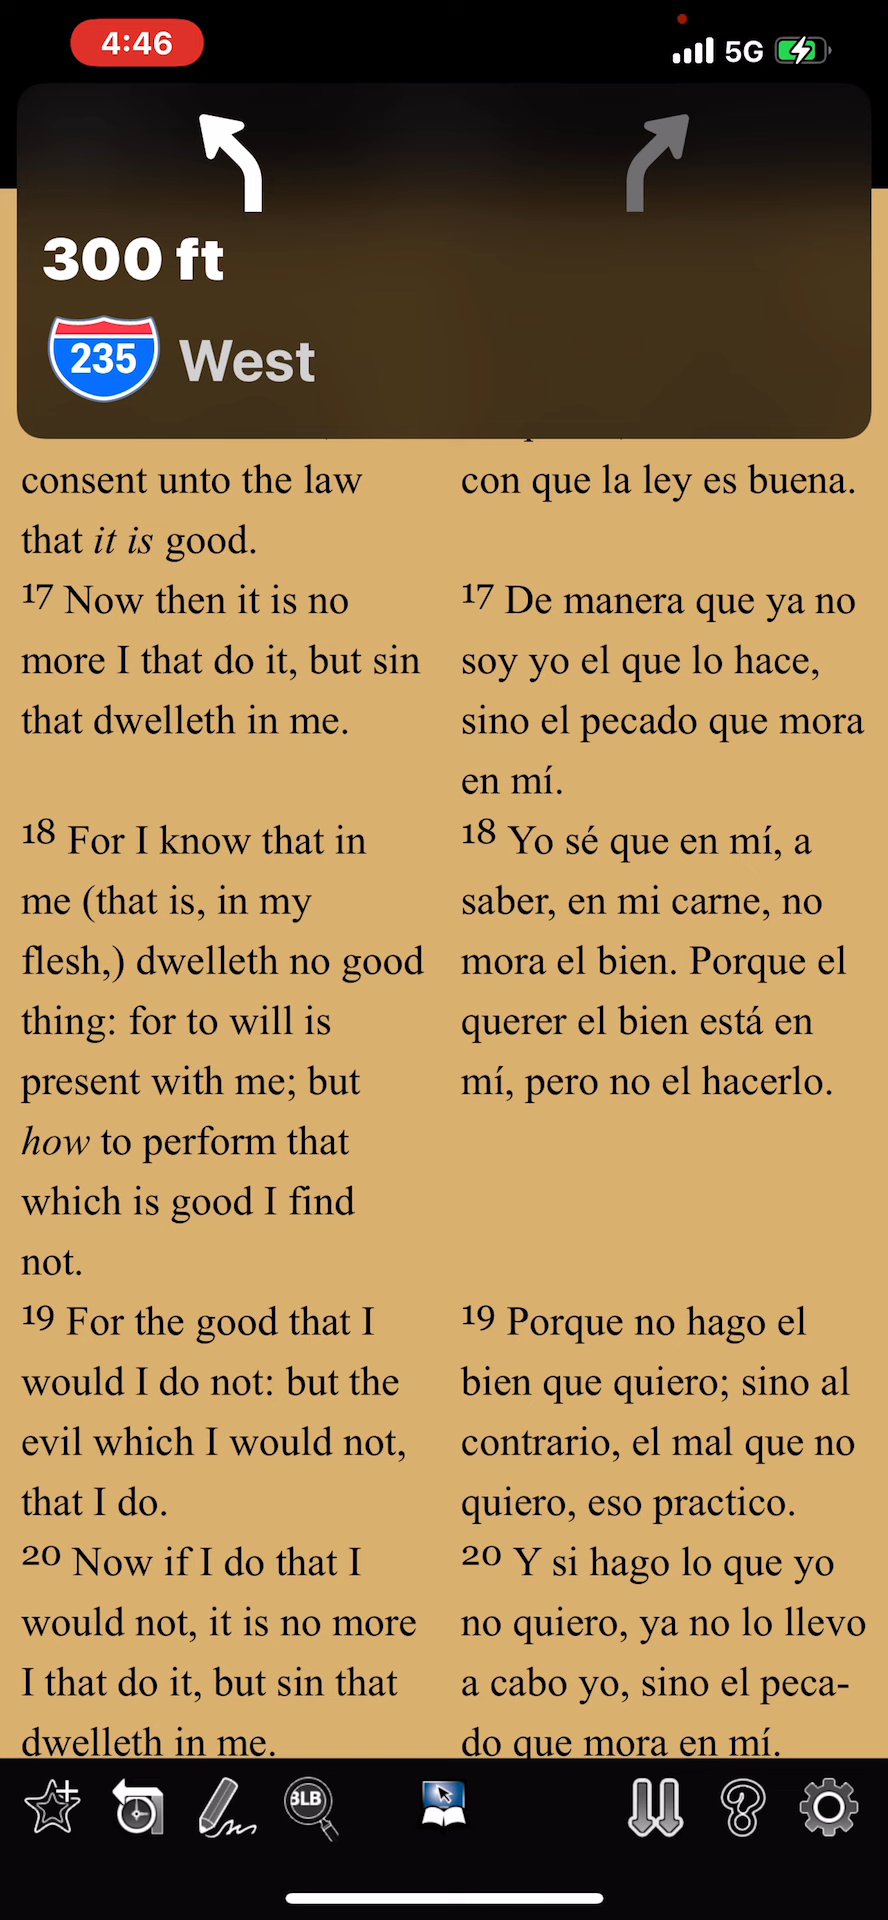 4:46
5G
300 ft
235 West
consent unto the law
that it is good.
17 Now then it is no
more I that do it, but sin
that dwelleth in me.
18 For I know that in
me (that is, in my
flesh,) dwelleth no good
thing: for to will is
present with me; but
how to perform that
which is good I find
not.
19 For the good that I
would I do not: but the
evil which I would not,
that I do.
20 Now if I do that I
would not, it is no more
I that do it, but sin that
dwelleth in me.
con que la ley es buena.
17 De manera que ya no
soy yo el que lo hace,
sino el pecado que mora
en mí.
18 Yo sé que en mí, a
saber, en mi carne, no
mora el bien. Porque el
querer el bien está en
mí, pero no el hacerlo.
19 Porque no hago el
bien que quiero; sino al
contrario, el mal que no
quiero, eso practico.
20 Y si hago lo que yo
no quiero, ya no lo llevo
a cabo yo, sino el peca-
do que mora en mí.
BLB